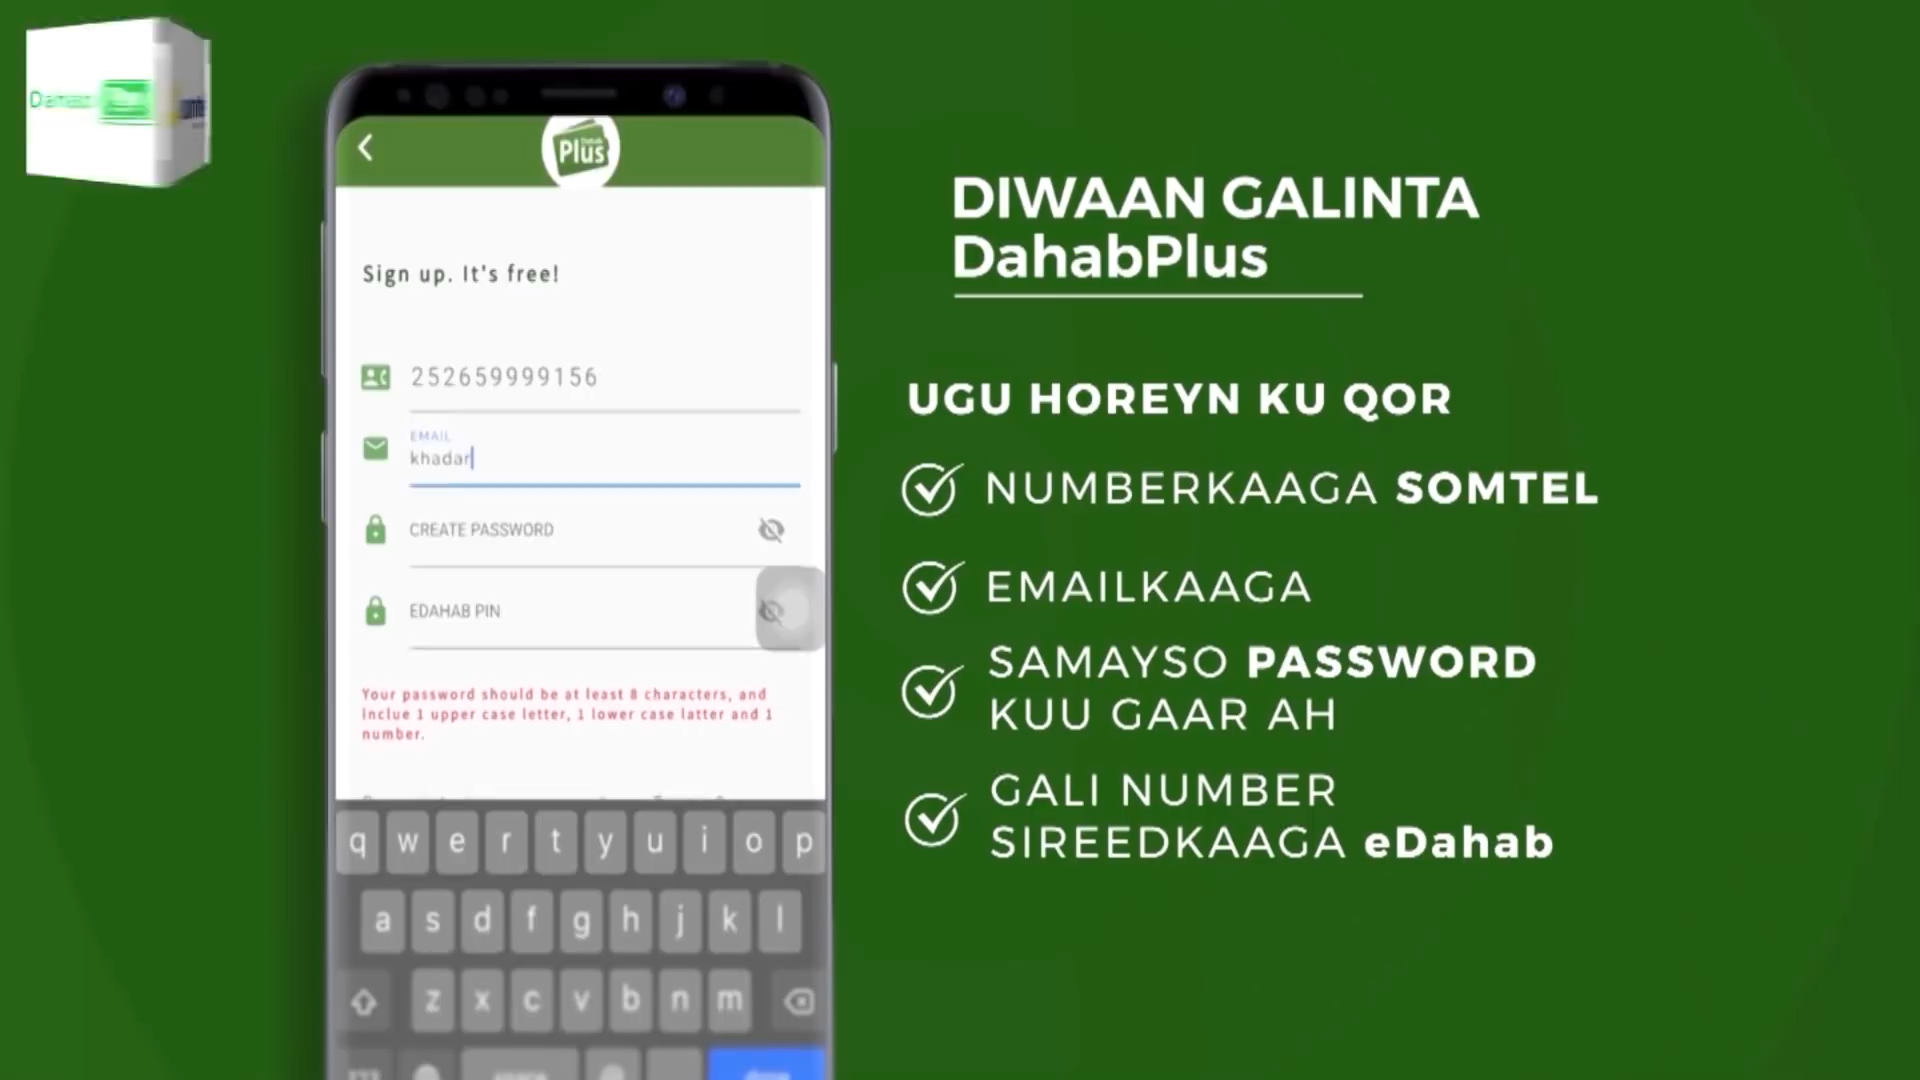 Plus
Sign up. It's free!
252659999156
EMAIL
khadar
CREATE PASSWORD
EDAHAB PIN
Your password should be at least 8 characters, and
inclue 1 upper case letter, 1 lower case latter and 1
number.
q w e r t y u i o p
a s d f g h j k l
z x c v b n m
DIWAAN GALINTA
DahabPlus
UGU HOREYN KU QOR
NUMBERKAAGA SOMTEL
EMAILKAAGA
SAMAYSO PASSWORD
KUU GAAR AH
GALI NUMBER
SIREEDKAAGA eDahab